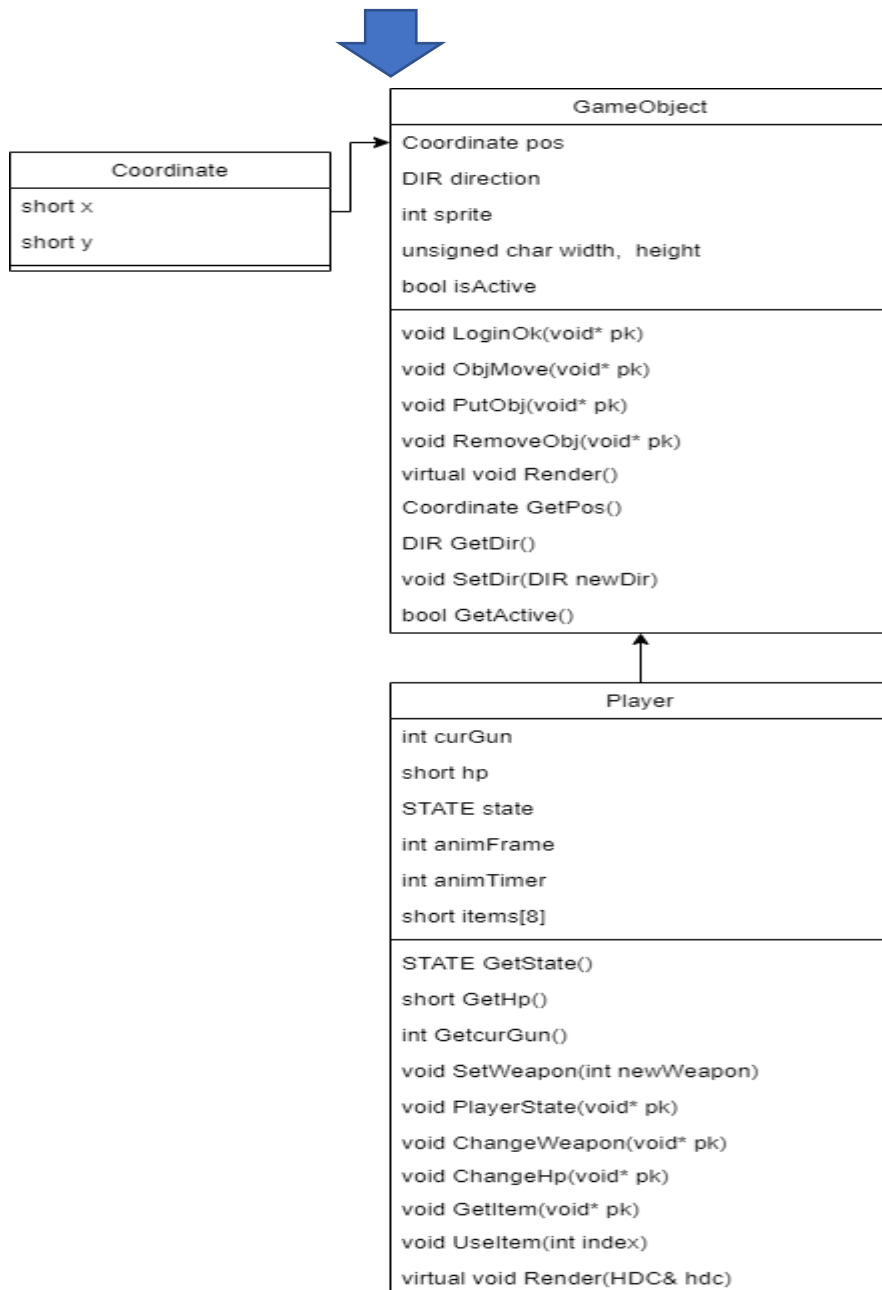 GameObject
Coordinate pos
DIR direction
int sprite
unsigned char width, height
bool isActive
void LoginOk(void* pk)
void ObjMove(void* pk)
void PutObj(void* pk)
void RemoveObj(void* pk)
virtual void Render()
Coordinate GetPos()
DIR GetDir()
void SetDir(DIR newDir)
bool GetActive()
Coordinate
short x
short y
Player
int curGun
short hp
STATE state
int animFrame
int animTimer
short items[8]
STATE GetState()
short GetHp()
int GetcurGun()
void SetWeapon(int newWeapon)
void PlayerState(void* pk)
void ChangeWeapon(void* pk)
void ChangeHp(void* pk)
void GetItem(void* pk)
void UseItem(int index)
virtual void Render(HDC& hdc)